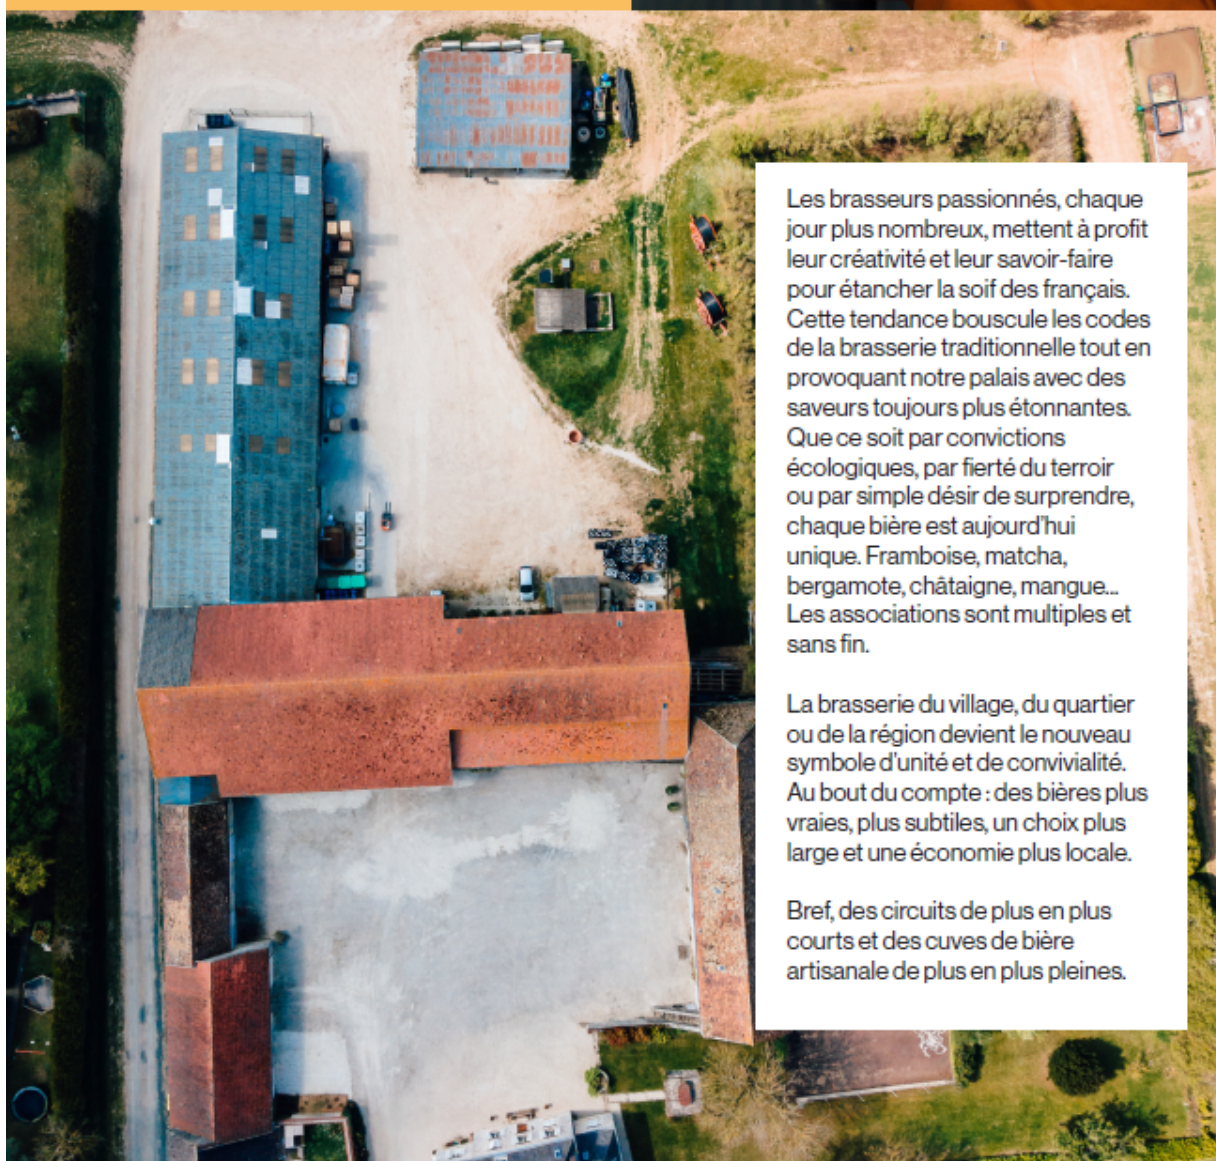 Les brasseurs passionnés, chaque
jour plus nombreux, mettent à profit
leur créativité et leur savoir-faire
pour étancher la soif des français.
Cette tendance bouscule les codes
de la brasserie traditionnelle tout en
provoquant notre palais avec des
saveurs toujours plus étonnantes.
Que ce soit par convictions
écologiques, par fierté du terroir
ou par simple désir de surprendre,
chaque bière est aujourd'hui
unique. Framboise, matcha,
bergamote, châtaigne, mangue...
Les associations sont multiples et
sans fin.

La brasserie du village, du quartier
ou de la région devient le nouveau
symbole d'unité et de convivialité.
Au bout du compte : des bières plus
vraies, plus subtiles, un choix plus
large et une économie plus locale.

Bref, des circuits de plus en plus
courts et des cuves de bière
artisanale de plus en plus pleines.